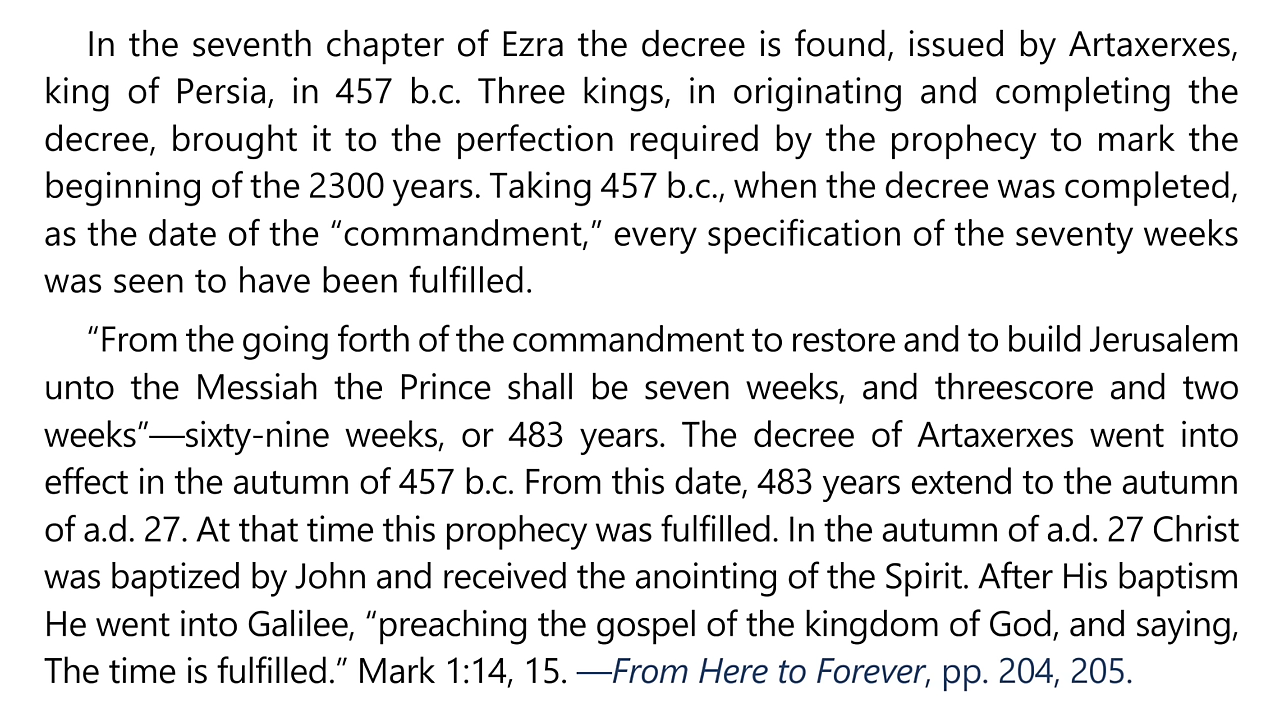 In the seventh chapter of Ezra the decree is found, issued by Artaxerxes,
king of Persia, in 457 b.c. Three kings, in originating and completing the
decree, brought it to the perfection required by the prophecy to mark the
beginning of the 2300 years. Taking 457 b.c., when the decree was completed,
as the date of the “commandment,” every specification of the seventy weeks
was seen to have been fulfilled.
“From the going forth of the commandment to restore and to build Jerusalem
unto the Messiah the Prince shall be seven weeks, and threescore and two
weeks”—sixty-nine weeks, or 483 years. The decree of Artaxerxes went into
effect in the autumn of 457 b.c. From this date, 483 years extend to the autumn
of a.d. 27. At that time this prophecy was fulfilled. In the autumn of a.d. 27 Christ
was baptized by John and received the anointing of the Spirit. After His baptism
He went into Galilee, “preaching the gospel of the kingdom of God, and saying,
The time is fulfilled.” Mark 1:14, 15. —From Here to Forever, pp. 204, 205.